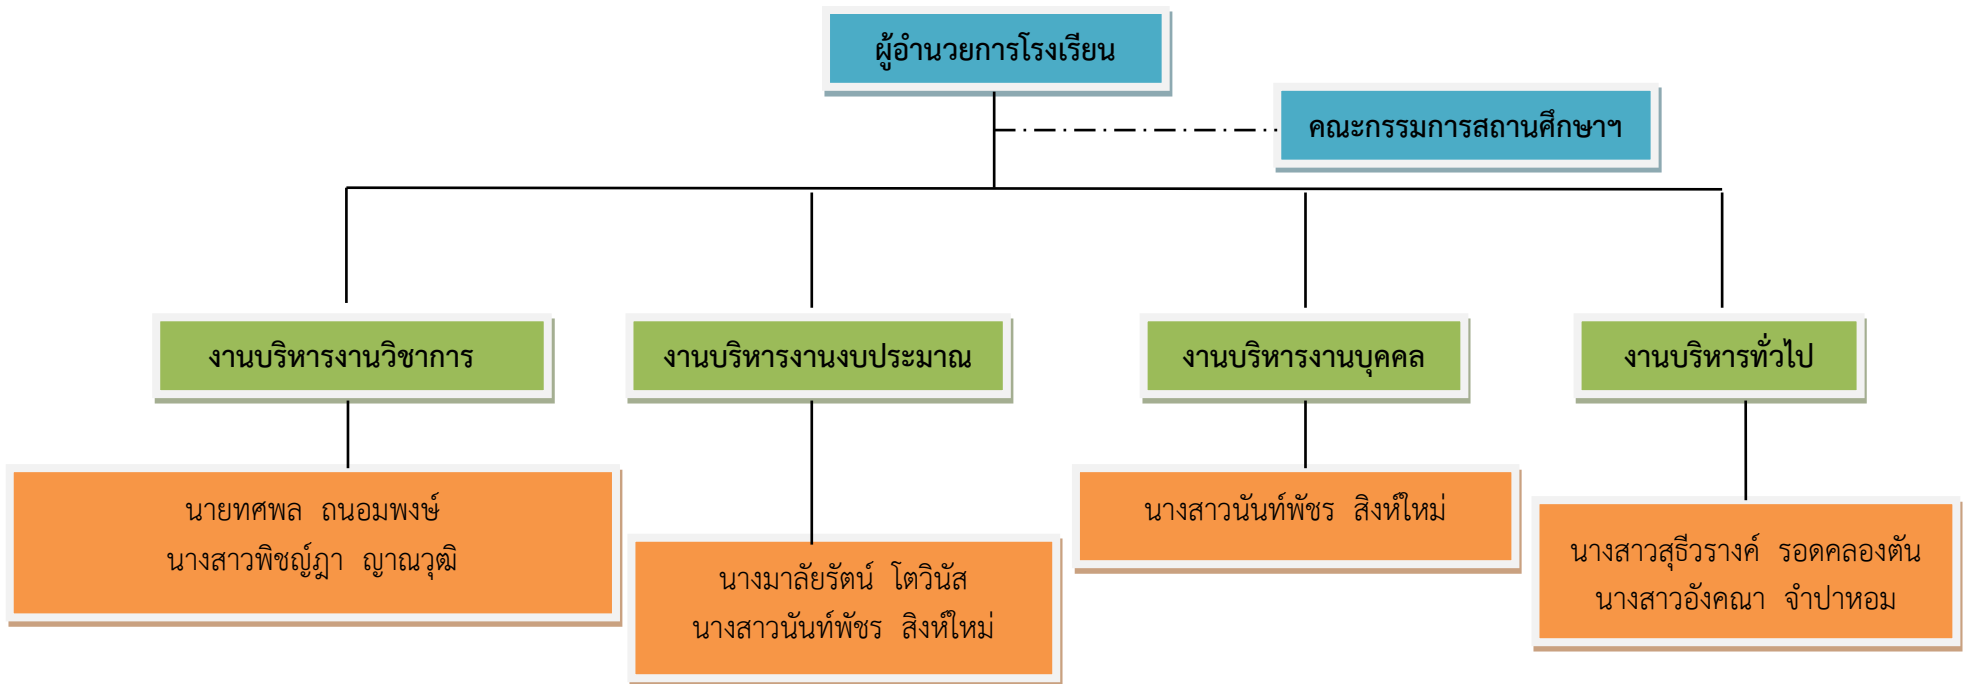 ผู้อำนวยการโรงเรียน
คณะกรรมการสถานศึกษาฯ
งานบริหารงานวิชาการ
งานบริหารงานงบประมาณ
งานบริหารงานบุคคล
งานบริหารทั่วไป
นายทศพล ถนอมพงษ์
นางสาวพิชญ์ฎา ญาณวุฒิ
นางมาลัยรัตน์ โตวินัส
นางสาวนันท์พัชร สิงห์ใหม่
นางสาวนันท์พัชร สิงห์ใหม่
นางสาวสุธีวรางค์ รอดคลองตัน
นางสาวอังคณา จำปาหอม